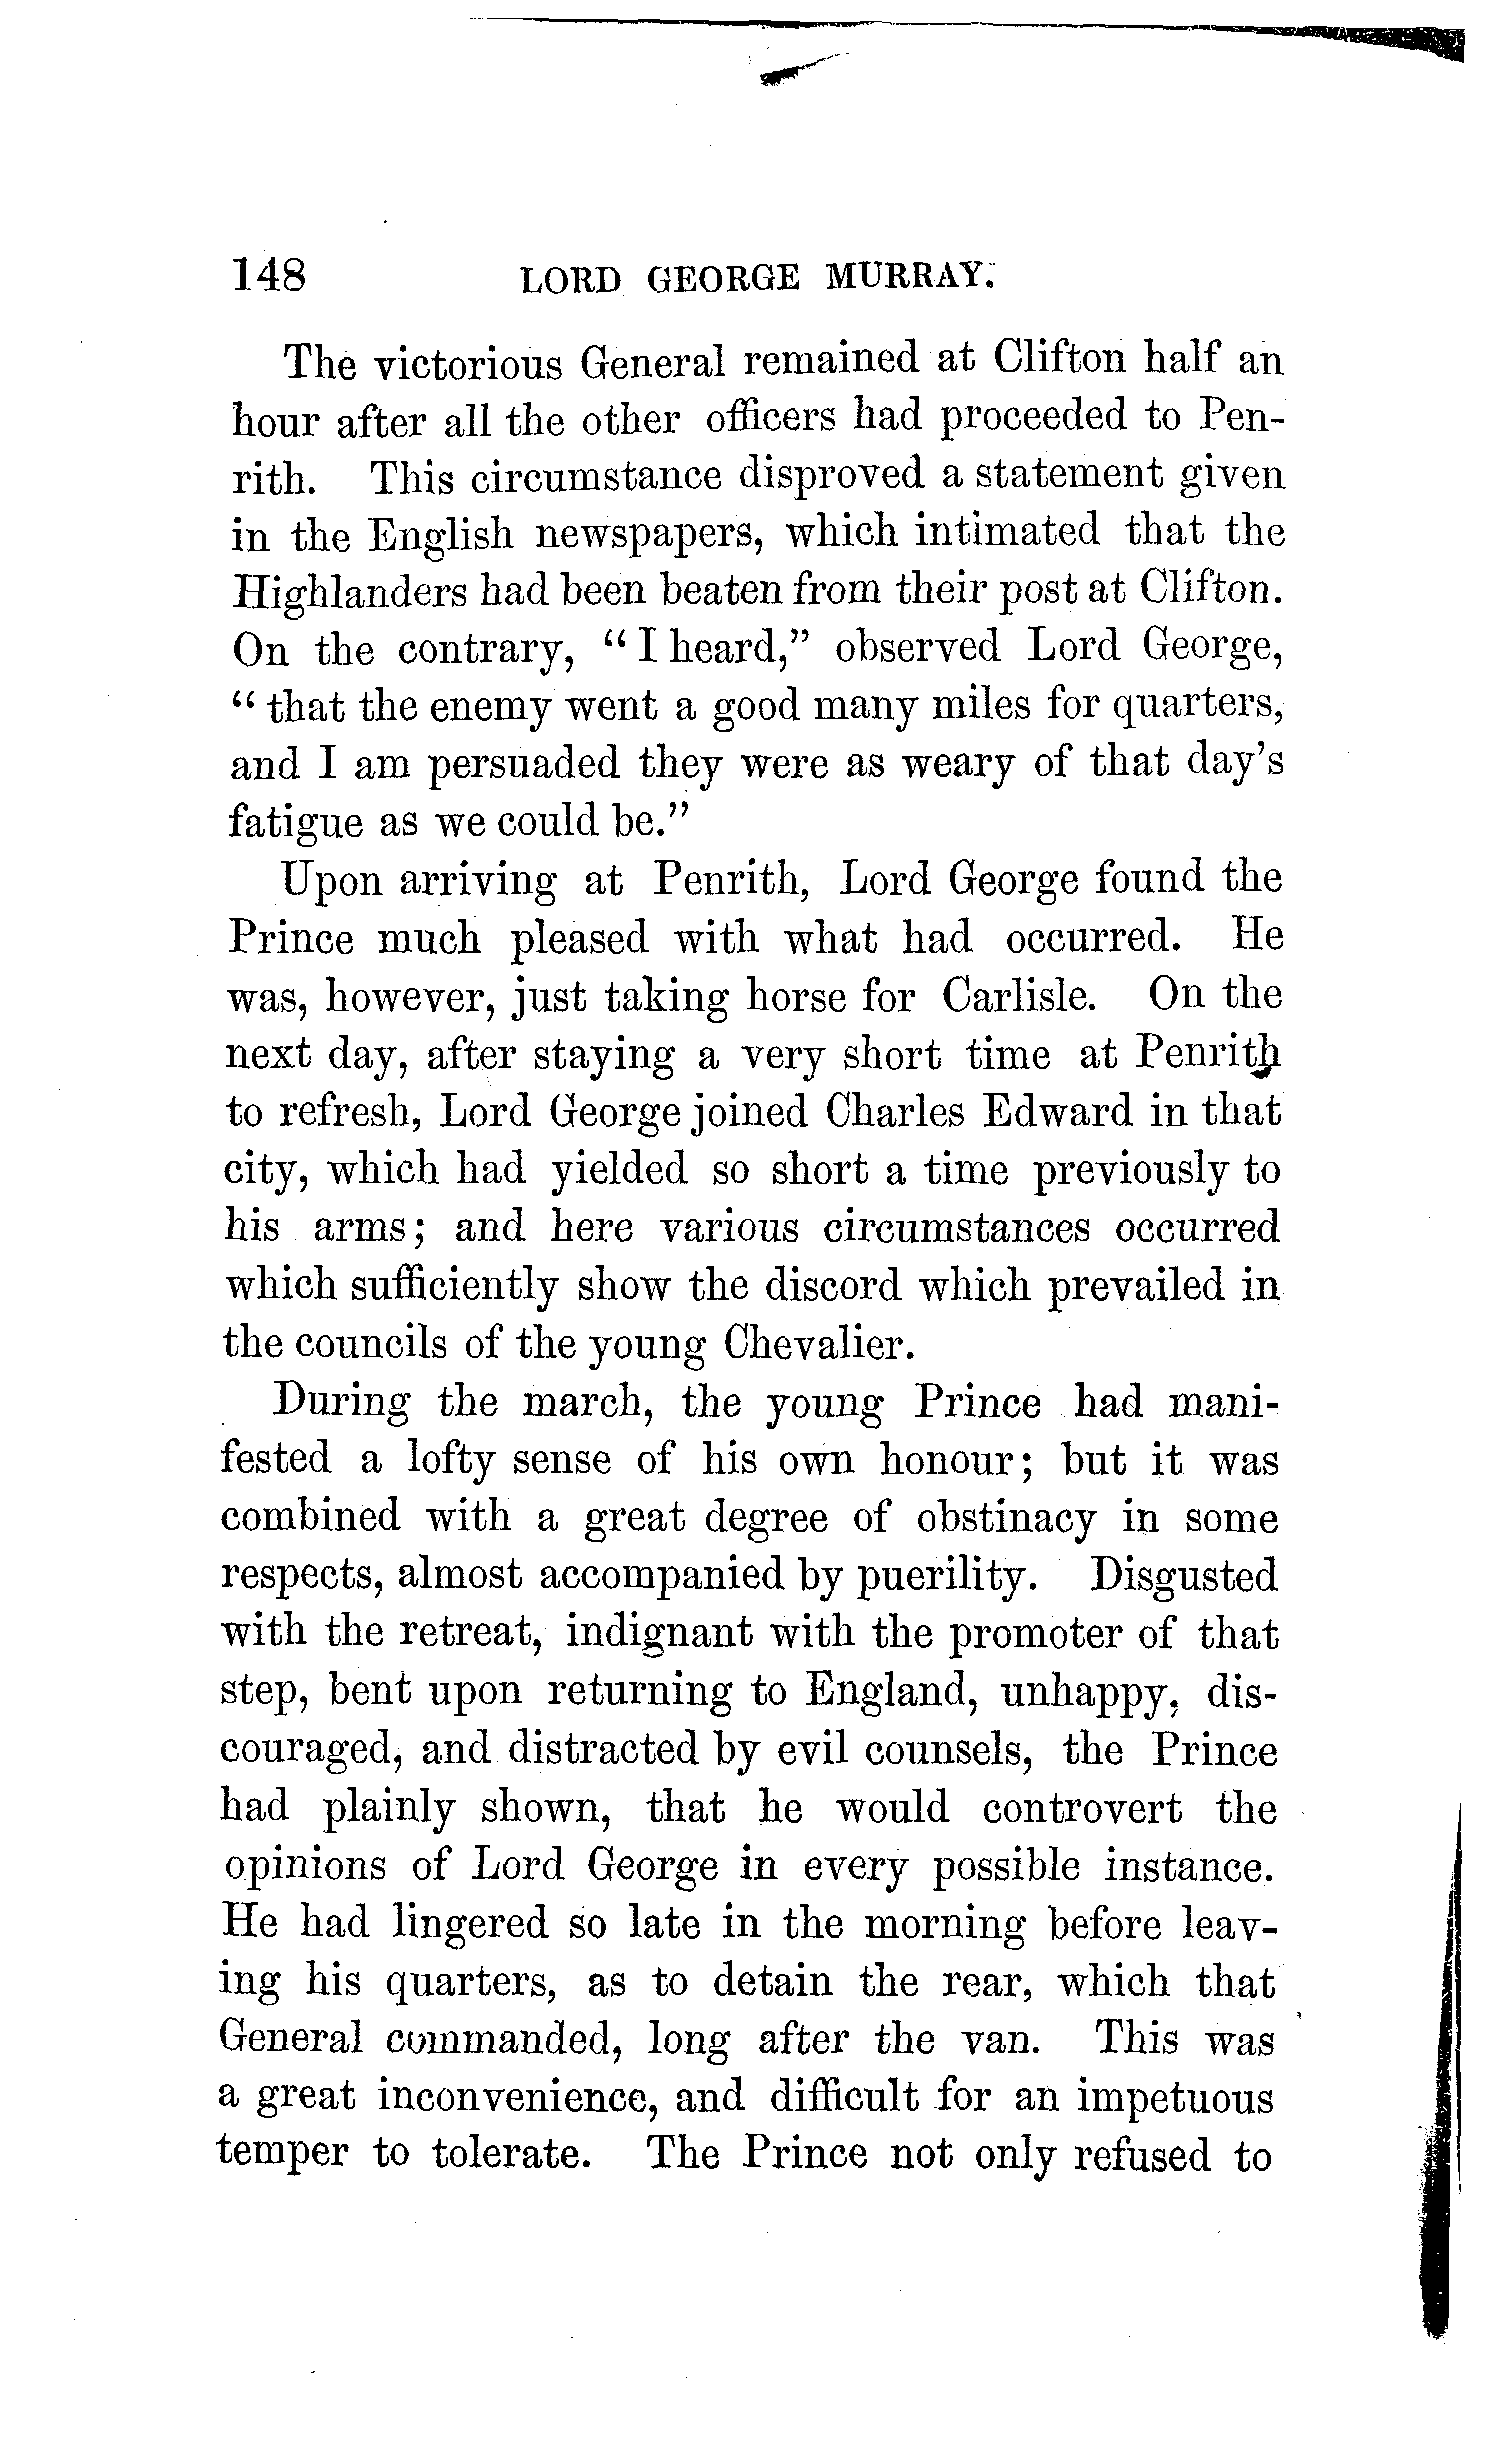 148 LORD GEORGE MURRAY.
The victorious General remained at Clifton half an
hour after all the other officers had proceeded to Pen-
rith. This circumstance disproved a statement given
in the English newspapers, which intimated that the
Highlanders had been beaten from their post at Clifton.
On the contrary, "I heard," observed Lord George,
"that the enemy went a good many miles for quarters,
and I am persuaded they were as weary of that day's
fatigue as we could be."
Upon arriving at Penrith, Lord George found the
Prince much pleased with what had occurred. He
was, however, just taking horse for Carlisle. On the
next day, after staying a very short time at Penrith
to refresh, Lord George joined Charles Edward in that
city, which had yielded so short a time previously to
his arms; and here various circumstances occurred
which sufficiently show the discord which prevailed in
the councils of the young Chevalier.
During the march, the young Prince had mani-
fested a lofty sense of his own honour; but it was
combined with a great degree of obstinacy in some
respects, almost accompanied by puerility. Disgusted
with the retreat, indignant with the promoter of that
step, bent upon returning to England, unhappy, dis-
couraged, and distracted by evil counsels, the Prince
had plainly shown, that he would controvert the
opinions of Lord George in every possible instance.
He had lingered so late in the morning before leav-
ing his quarters, as to detain the rear, which that
General commanded, long after the van. This was
a great inconvenience, and difficult for an impetuous
temper to tolerate. The Prince not only refused to